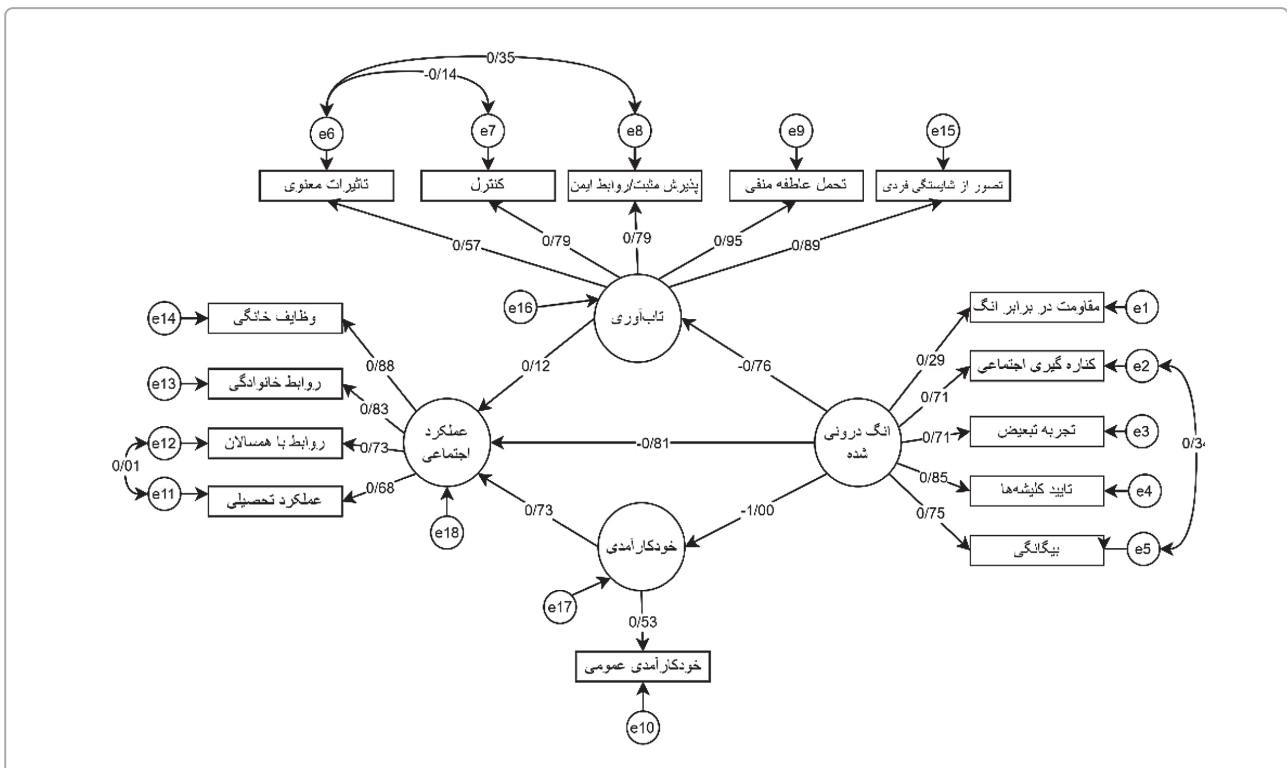 0/35
-0/14
e6
e7
e8
e9
e15
تاثیرات معنوی
کنترل
پذیرش مثبت/روابط ایمن
تحمل عاطفه منفی
تصور از شایستگی فردی
0/57
0/79
0/79
0/95
0/89
e16
تاب‌آوری
e14
وظایف خانگی
مقاومت در برابر انگ
e1
0/88
0/12
-0/76
0/29
e13
روابط خانوادگی
کناره گیری اجتماعی
e2
0/83
0/71
e12
روابط با همسالان
0/73
عملکرد
اجتماعی
-0/81
انگ درونی
شده
0/71
تجربه تبعیض
e3
0/34
0/01
e11
عملکرد تحصیلی
0/68
0/85
تایید کلیشه‌ها
e4
e18
0/73
-1/00
0/75
خودکارآمدی
بیگانگی
e5
e17
0/53
خودکارآمدی عمومی
e10